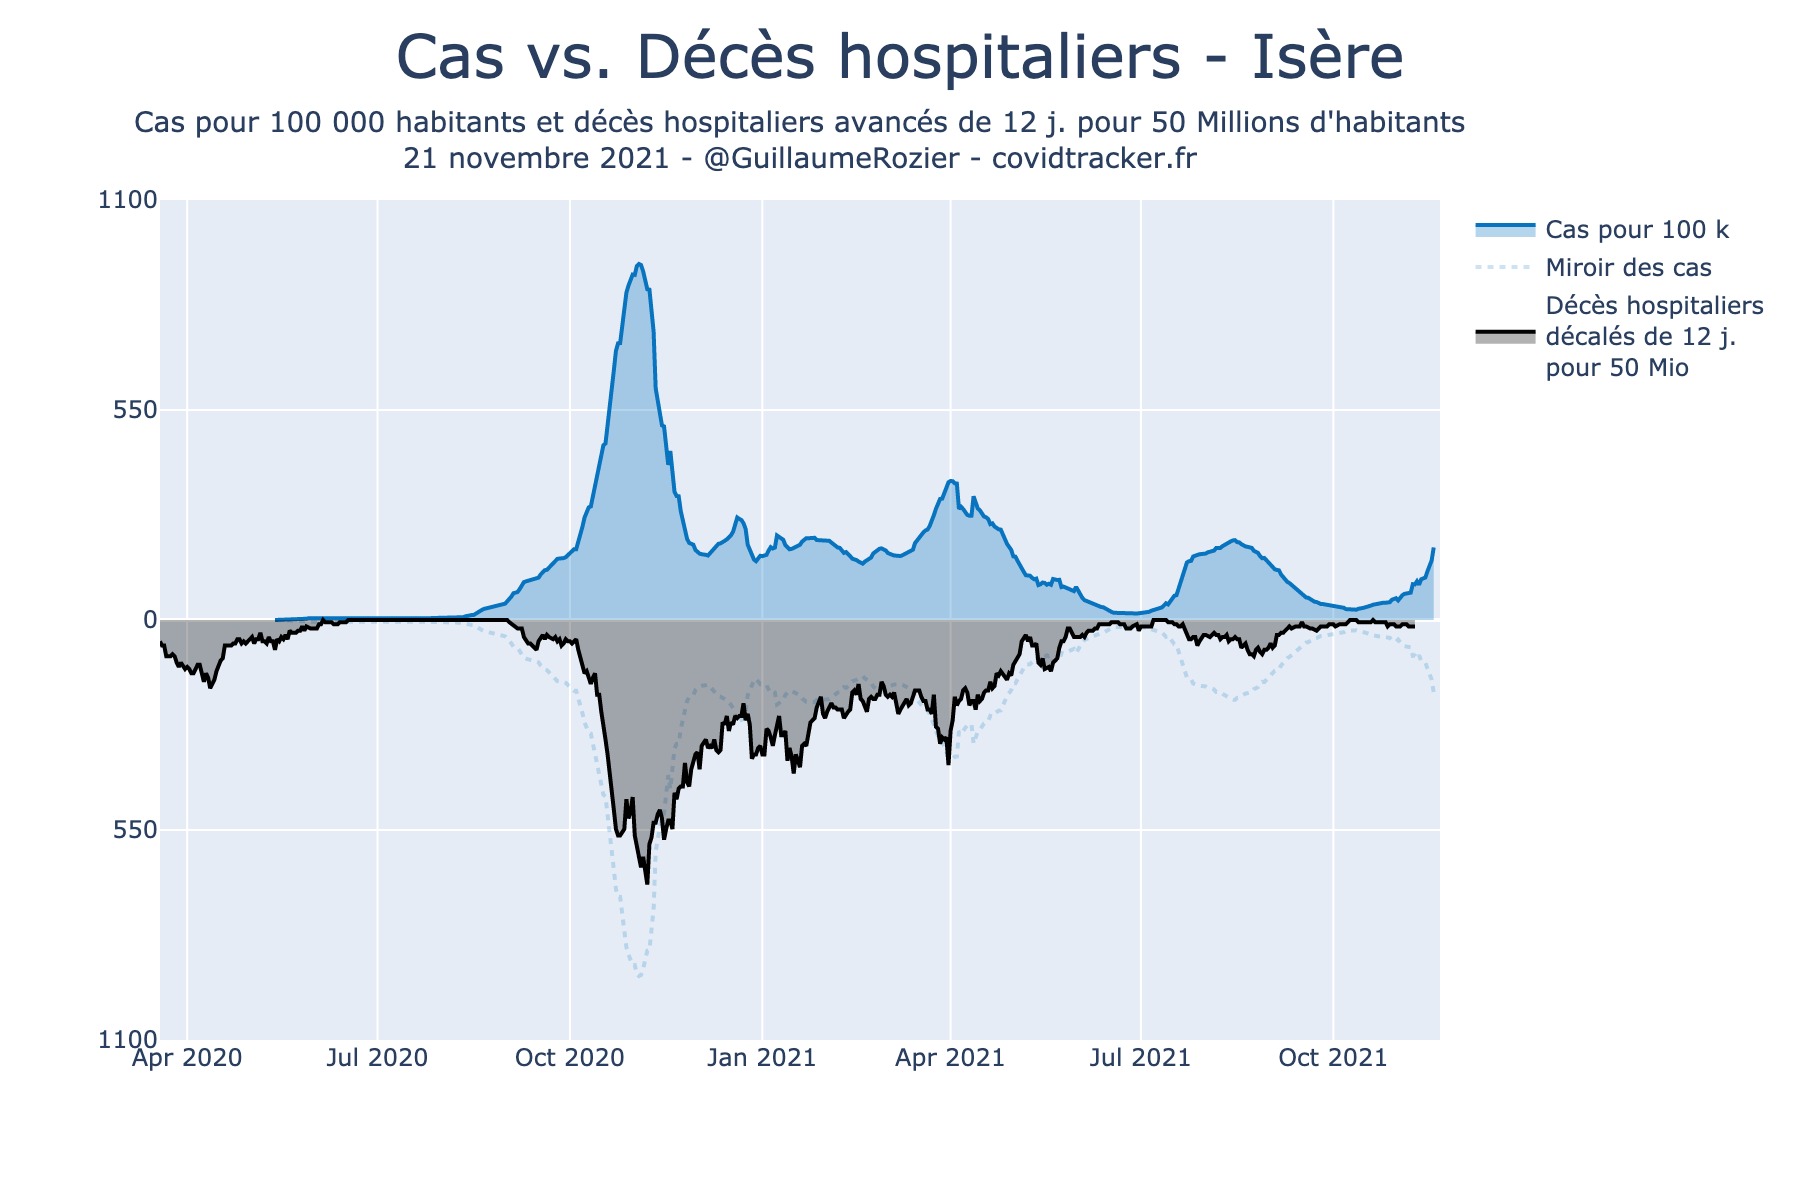 Cas vs. Décès hospitaliers - Isère
Cas pour 100 000 habitants et décès hospitaliers avancés de 12 j. pour 50 Millions d'habitants
21 novembre 2021 - @GuillaumeRozier - covidtracker.fr
1100
550
0
550
1100
Apr 2020
Jul 2020
Oct 2020
Jan 2021
Apr 2021
Jul 2021
Oct 2021
Cas pour 100 k
Miroir des cas
Décès hospitaliers
décalés de 12 j.
pour 50 Mio